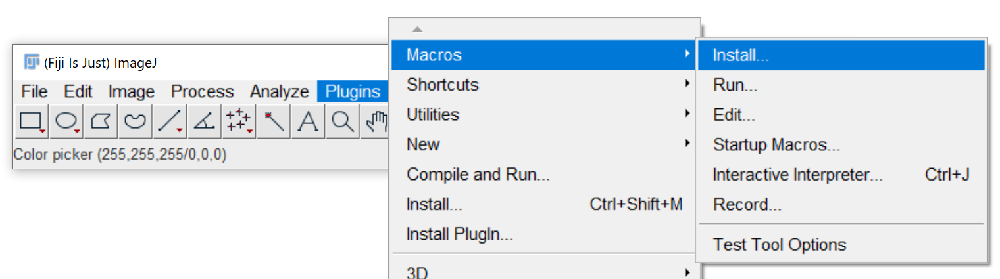 (Fiji Is Just) ImageJ
File Edit Image Process Analyze Plugins
Color picker (255,255,255/0,0,0)
Macros
Shortcuts
Utilities
New
Compile and Run...
Install... Ctrl+Shift+M
Install PlugIn...
3D
Install...
Run...
Edit...
Startup Macros...
Interactive Interpreter... Ctrl+J
Record...
Test Tool Options